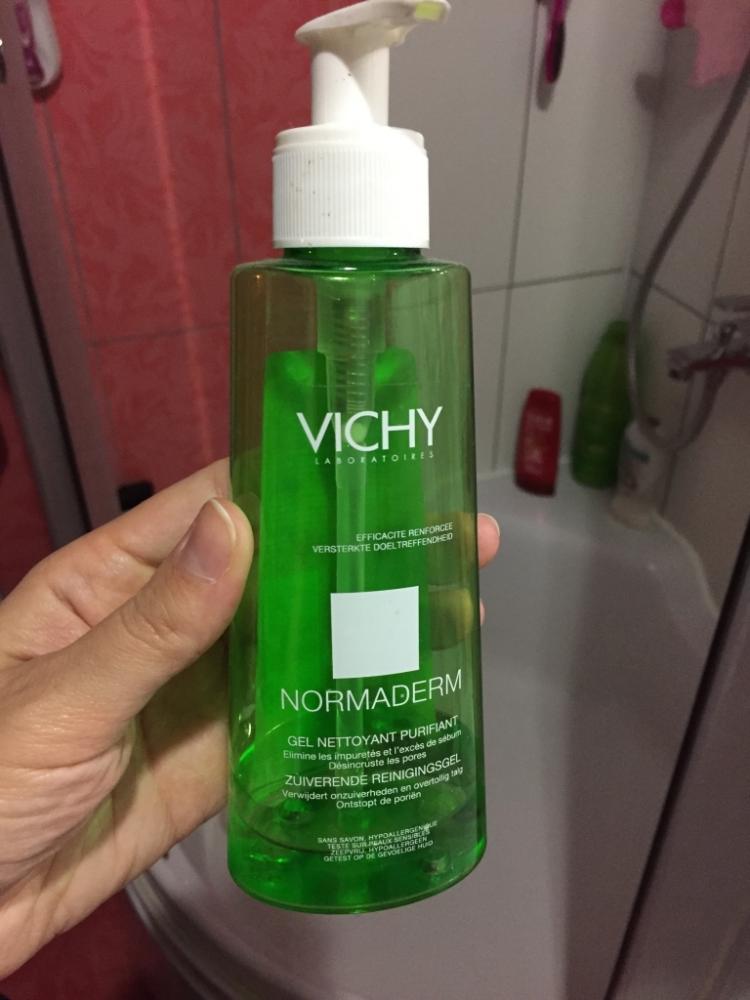 VICHY
LABORATOIRES
EFFICACITE RENFORCEE
VERSTERKTE DOELTREFFENDHEID
NORMADERM
GEL NETTOYANT PURIFIANT
Elimine les impuretés et l'excès de sébum
Désincruste les pores
ZUIVERENDE REINIGINGSGEL
Verwijdert onzuiverheden en overtollig talg
Ontstopt de poriën
SANS SAVON, HYPOALLERGENIQUE
TESTE SUR PEAUX SENSIBLES
ZEEPVRIJ, HYPOALLERGEEN
GETEST OP DE GEVOELIGE HUID